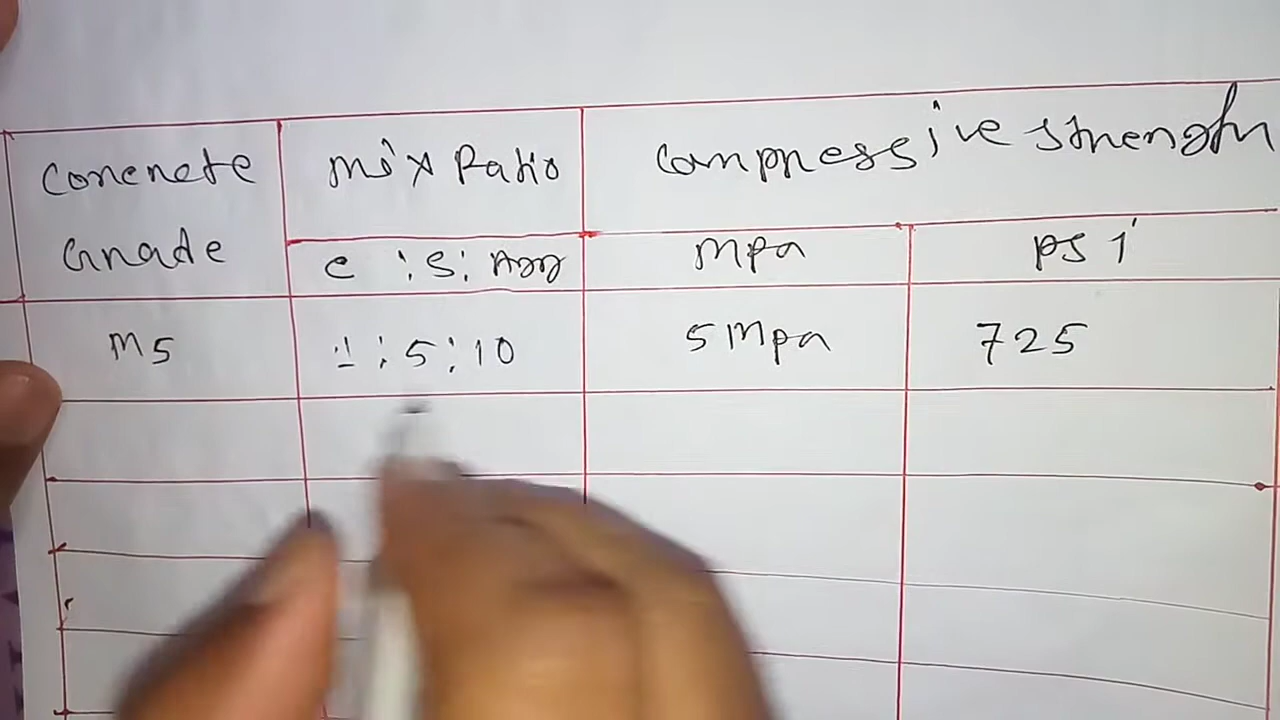 Concrete Grade
mix Ratio
compressive strength
c : S : Agg
mpa
PSi
M5
1 : 5 : 10
5 Mpa
725